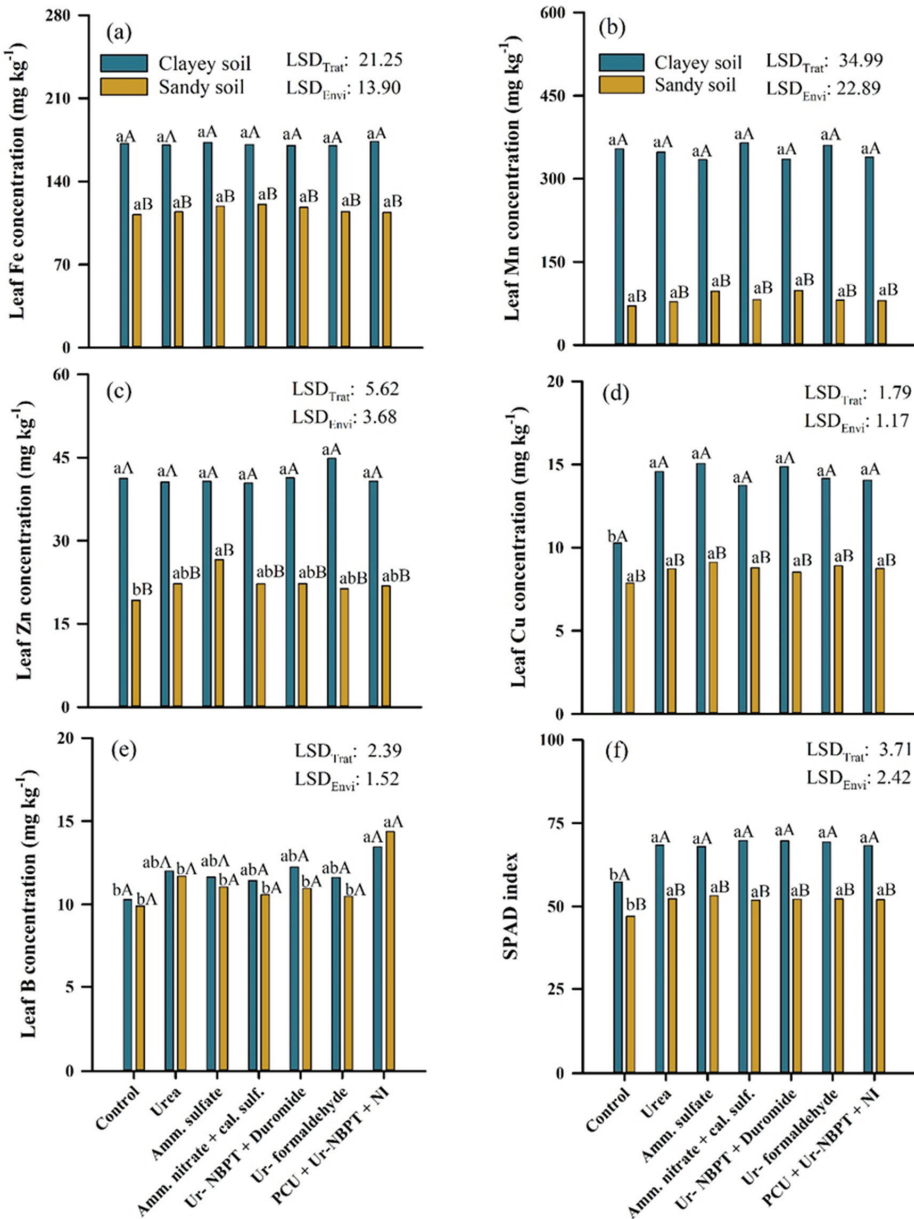 (a)
Clayey soil
Sandy soil
LSD_Trat: 21.25
LSD_Envi: 13.90
Leaf Fe concentration (mg kg⁻¹)
280
210
140
70
0
aA aA aA aA aA aA aA
aB aB aB aB aB aB aB
(b)
Clayey soil
Sandy soil
LSD_Trat: 34.99
LSD_Envi: 22.89
Leaf Mn concentration (mg kg⁻¹)
600
450
300
150
0
aA aA aA aA aA aA aA
aB aB aB aB aB aB aB
(c)
LSD_Trat: 5.62
LSD_Envi: 3.68
Leaf Zn concentration (mg kg⁻¹)
60
45
30
15
0
aA aA aA aA aA aA aA
bB abB aB abB abB abB abB
(d)
LSD_Trat: 1.79
LSD_Envi: 1.17
Leaf Cu concentration (mg kg⁻¹)
20
15
10
5
0
bA aA aA aA aA aA aA
aB aB aB aB aB aB aB
(e)
LSD_Trat: 2.39
LSD_Envi: 1.52
Leaf B concentration (mg kg⁻¹)
20
15
10
5
0
bA abA abA abA abA abA aA
bA bA bA bA bA bA aA
Control
Urea
Amm. sulfate
Amm. nitrate + cal. sulf.
Ur- NBPT + Duromide
Ur- formaldehyde
PCU + Ur-NBPT + NI
(f)
LSD_Trat: 3.71
LSD_Envi: 2.42
SPAD index
100
75
50
25
0
bA aA aA aA aA aA aA
bB aB aB aB aB aB aB
Control
Urea
Amm. sulfate
Amm. nitrate + cal. sulf.
Ur- NBPT + Duromide
Ur- formaldehyde
PCU + Ur-NBPT + NI